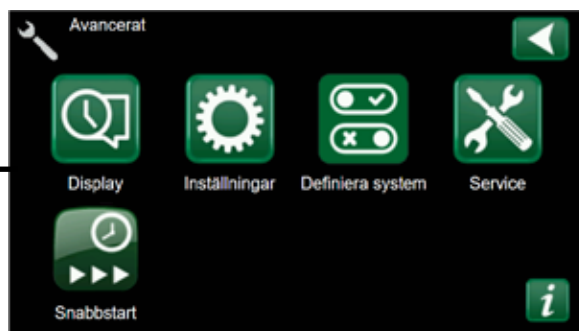 Avancerat
Display Inställningar Definiera system Service
Snabbstart
i